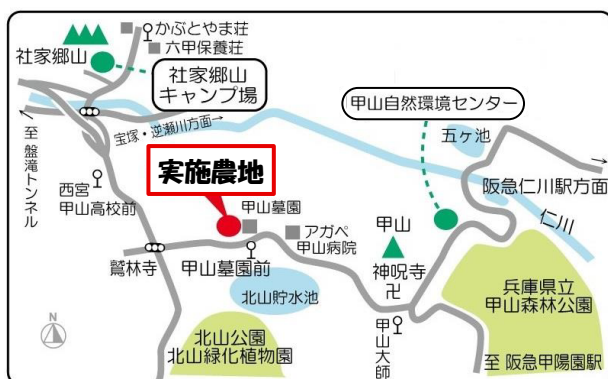 かぶとやま荘
六甲保養荘
社家郷山
社家郷山
キャンプ場
甲山自然環境センター
至 盤滝トンネル
宝塚・逆瀬川方面→
五ヶ池
実施農地
西宮
甲山高校前
阪急仁川駅方面
仁川
甲山墓園
アガペ
甲山病院
甲山
神呪寺
卍
鷲林寺
甲山墓園前
北山貯水池
兵庫県立
甲山森林公園
北山公園
北山緑化植物園
甲山大師
至 阪急甲陽園駅
N